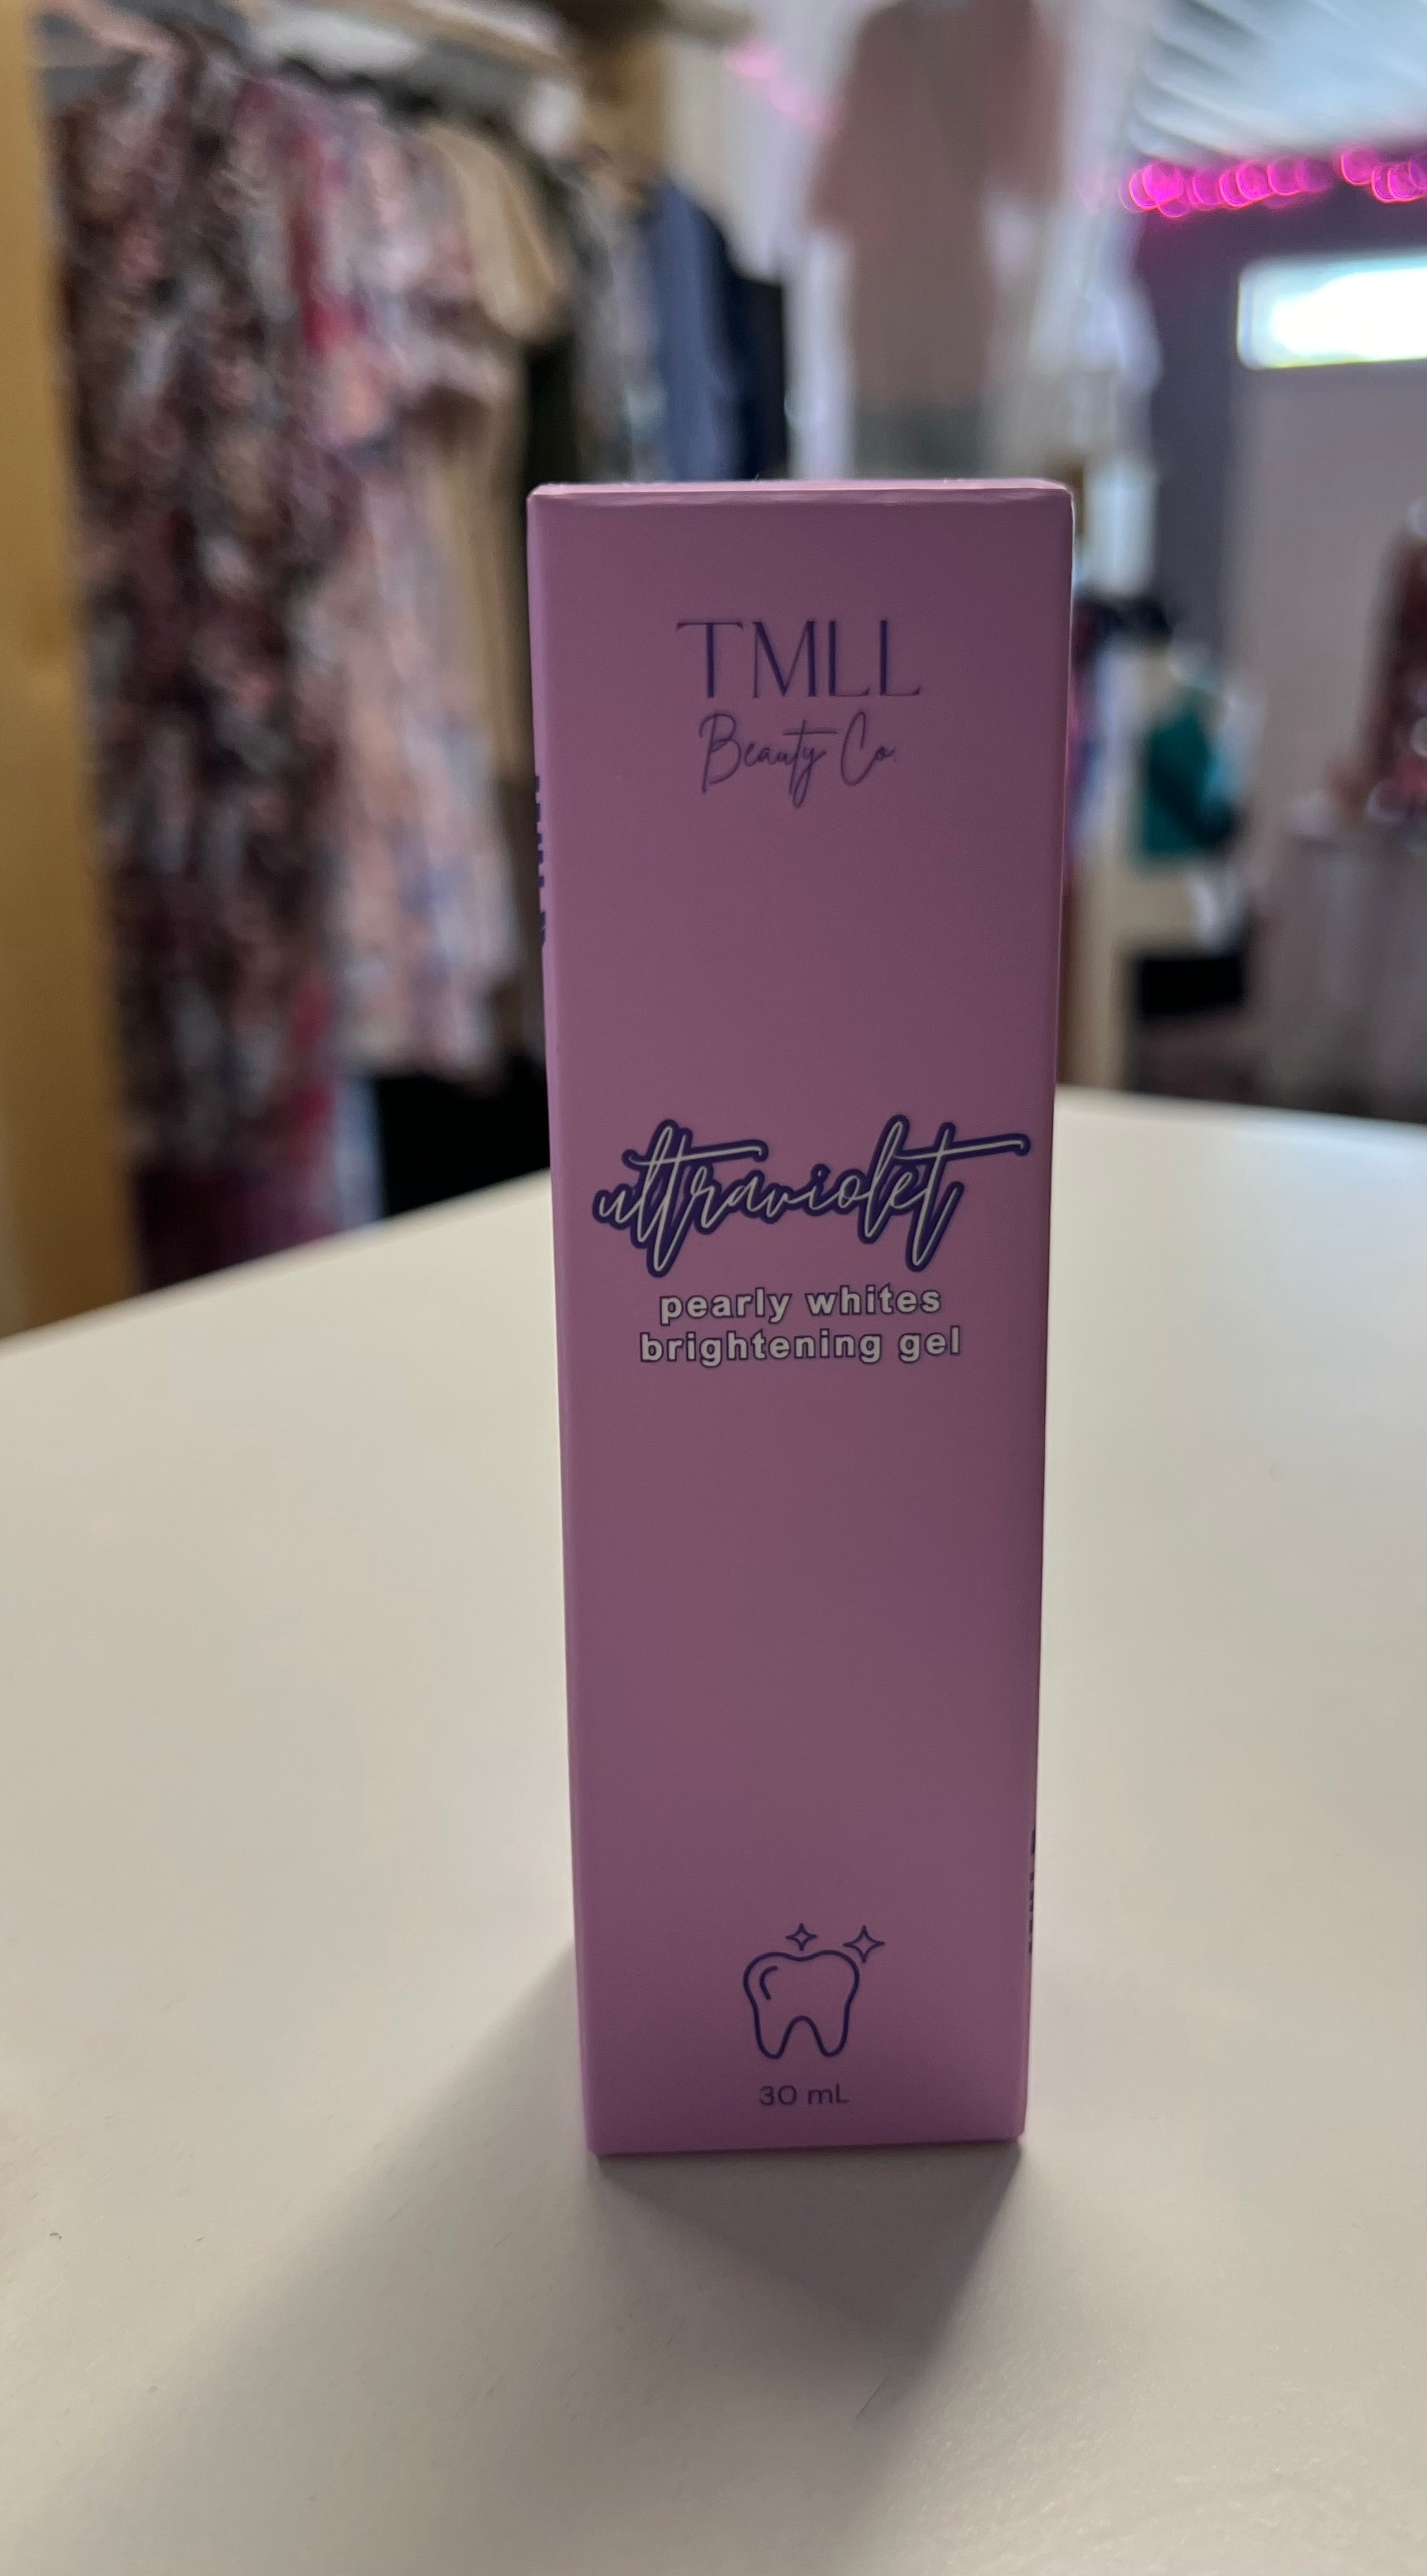 TMLL
Beauty Co.
ultraviolet
pearly whites
brightening gel
30 mL